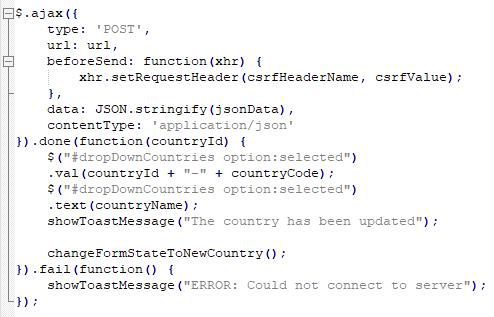 $.ajax({
type: 'POST',
url: url,
beforeSend: function(xhr) {
xhr.setRequestHeader(csrfHeaderName, csrfValue);
},
data: JSON.stringify(jsonData),
contentType: 'application/json'
}).done(function(countryId) {
$("#dropDownCountries option:selected")
.val(countryId + "-" + countryCode);
$("#dropDownCountries option:selected")
.text(countryName);
showToastMessage("The country has been updated");
changeFormStateToNewCountry();
}).fail(function() {
showToastMessage("ERROR: Could not connect to server");
});